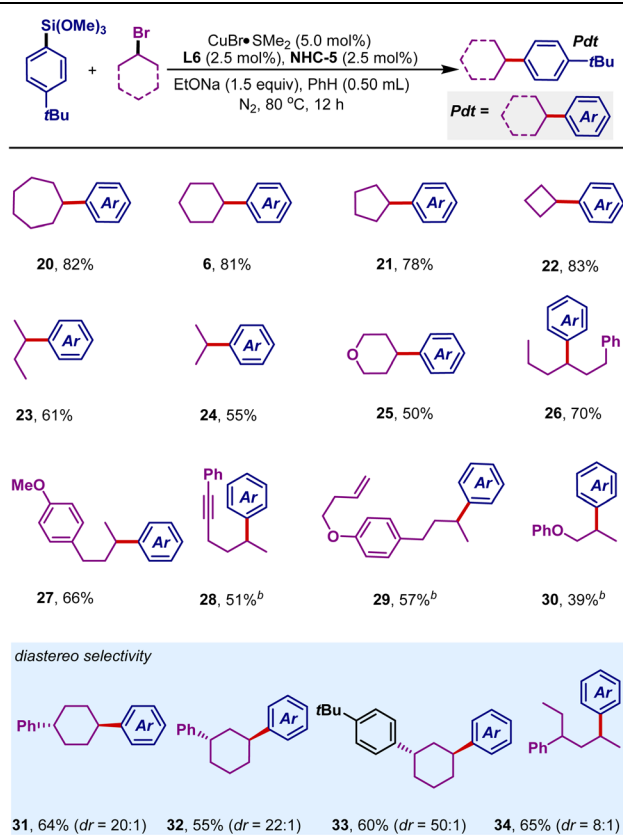 Si(OMe)3
Br
tBu
+
CuBr•SMe2 (5.0 mol%)
L6 (2.5 mol%), NHC-5 (2.5 mol%)
EtONa (1.5 equiv), PhH (0.50 mL)
N2, 80 °C, 12 h
Pdt
tBu
Pdt =
Ar
Ar
Ar
Ar
Ar
20, 82%
6, 81%
21, 78%
22, 83%
Ar
Ar
O
Ar
Ar
Ph
23, 61%
24, 55%
25, 50%
26, 70%
MeO
Ar
Ph
Ar
O
Ar
PhO
Ar
27, 66%
28, 51%b
29, 57%b
30, 39%b
diastereo selectivity
Ph
Ar
Ph
Ar
tBu
Ar
Ph
Ar
31, 64% (dr = 20:1)
32, 55% (dr = 22:1)
33, 60% (dr = 50:1)
34, 65% (dr = 8:1)